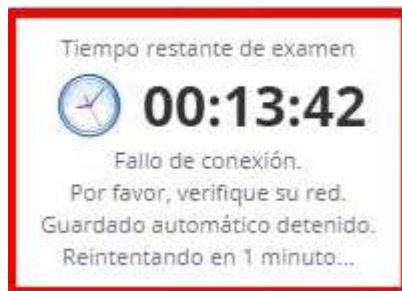 Tiempo restante de examen
00:13:42
Fallo de conexión.
Por favor, verifique su red.
Guardado automático detenido.
Reintentando en 1 minuto...